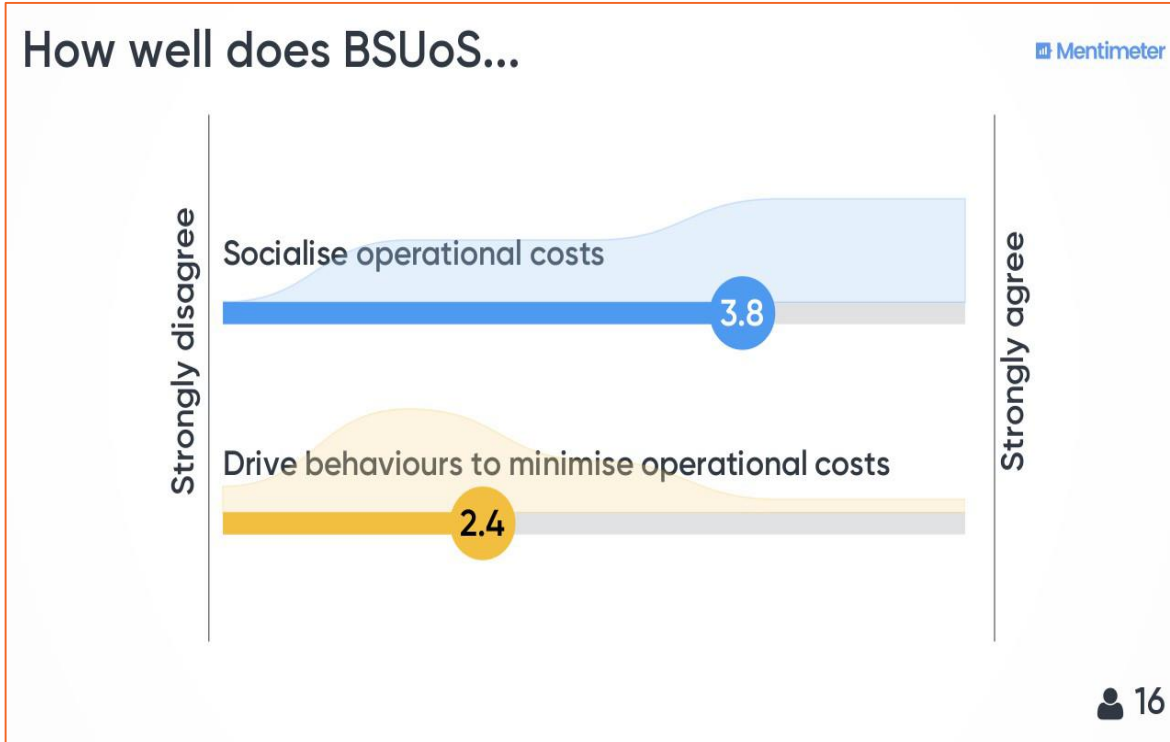 How well does BSUoS...
Mentimeter
Strongly disagree
Socialise operational costs
3.8
Drive behaviours to minimise operational costs
2.4
Strongly agree
16